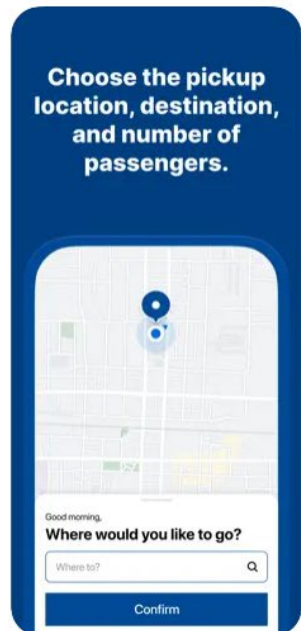 Choose the pickup
location, destination,
and number of
passengers.
Good morning,
Where would you like to go?
Where to?
Confirm